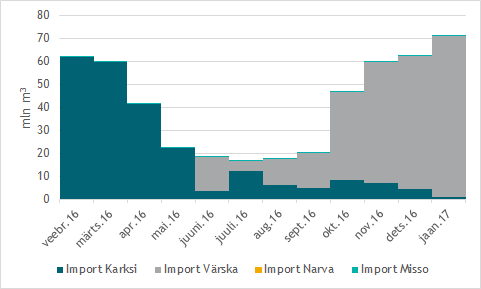 80
70
60
50
40
30
20
10
0
mln m³
veebr.16
märts.16
apr.16
mai.16
juuni.16
juuli.16
aug.16
sept.16
okt.16
nov.16
dets.16
jaan.17
Import Karksi Import Värska Import Narva Import Misso